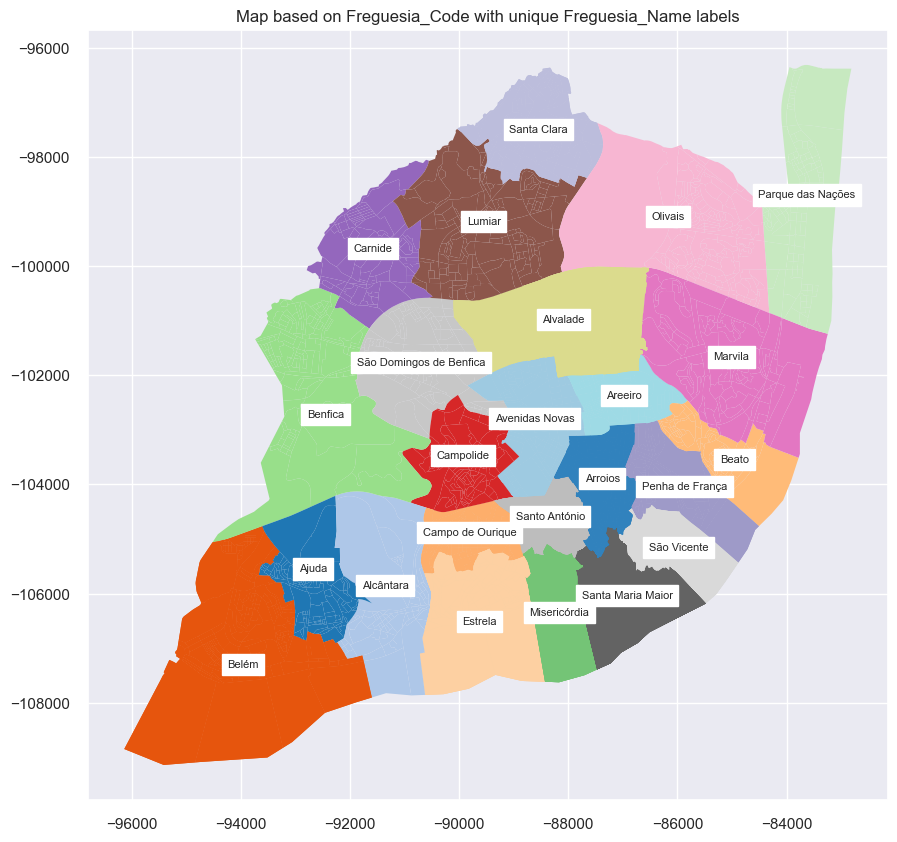 Map based on Freguesia_Code with unique Freguesia_Name labels
−96000
−98000
−100000
−102000
−104000
−106000
−108000
Santa Clara
Parque das Nações
Olivais
Lumiar
Carnide
Alvalade
Marvila
São Domingos de Benfica
Areeiro
Benfica
Avenidas Novas
Campolide
Beato
Arroios
Penha de França
Santo António
Campo de Ourique
São Vicente
Ajuda
Alcântara
Santa Maria Maior
Misericórdia
Estrela
Belém
−96000 −94000 −92000 −90000 −88000 −86000 −84000